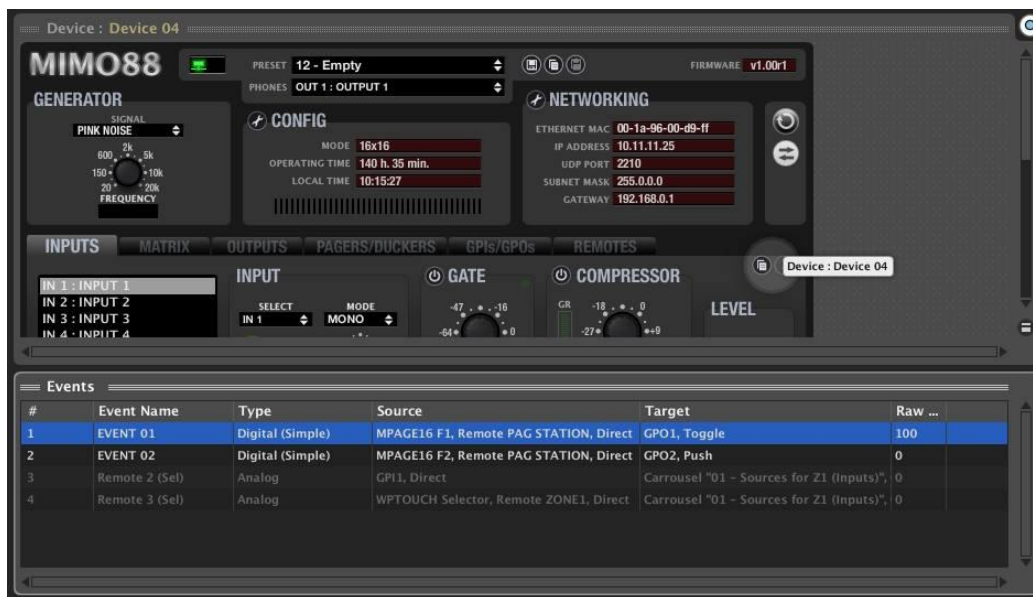 Device : Device 04
MIMO88
PRESET 12 - Empty
FIRMWARE v1.00r1
PHONES OUT 1 : OUTPUT 1
GENERATOR
SIGNAL
PINK NOISE
2k
600 5k
150 10k
20 20k
FREQUENCY
CONFIG
MODE 16x16
OPERATING TIME 140 h. 35 min.
LOCAL TIME 10:15:27
NETWORKING
ETHERNET MAC 00-1a-96-00-d9-ff
IP ADDRESS 10.11.11.25
UDP PORT 2210
SUBNET MASK 255.0.0.0
GATEWAY 192.168.0.1
INPUTS MATRIX OUTPUTS PAGERS/DUCKERS GPIs/GPOs REMOTES
Device : Device 04
IN 1 : INPUT 1
IN 2 : INPUT 2
IN 3 : INPUT 3
IN 4 : INPUT 4
INPUT
SELECT MODE
IN 1 MONO
GATE
-47 -16
-64 0
COMPRESSOR
GR -18 0
-27 +9
LEVEL
Events
# Event Name Type Source Target Raw ...
1 EVENT 01 Digital (Simple) MPAGE16 F1, Remote PAG STATION, Direct GPO1, Toggle 100
2 EVENT 02 Digital (Simple) MPAGE16 F2, Remote PAG STATION, Direct GPO2, Push 0
3 Remote 2 (Sel) Analog GPI1, Direct Carrousel "01 - Sources for Z1 (Inputs)", 0
4 Remote 3 (Sel) Analog WPTOUCH Selector, Remote ZONE1, Direct Carrousel "01 - Sources for Z1 (Inputs)", 0